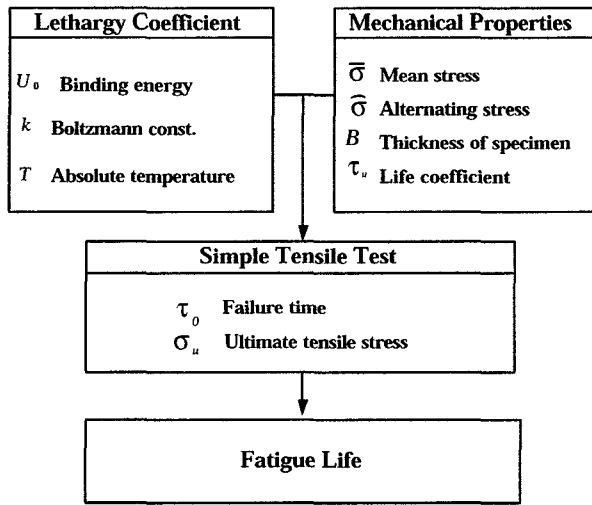 Lethargy Coefficient
U₀ Binding energy
k Boltzmann const.
T Absolute temperature
Mechanical Properties
σ̅ Mean stress
σ̂ Alternating stress
B Thickness of specimen
τᵤ Life coefficient
Simple Tensile Test
τ₀ Failure time
σᵤ Ultimate tensile stress
Fatigue Life